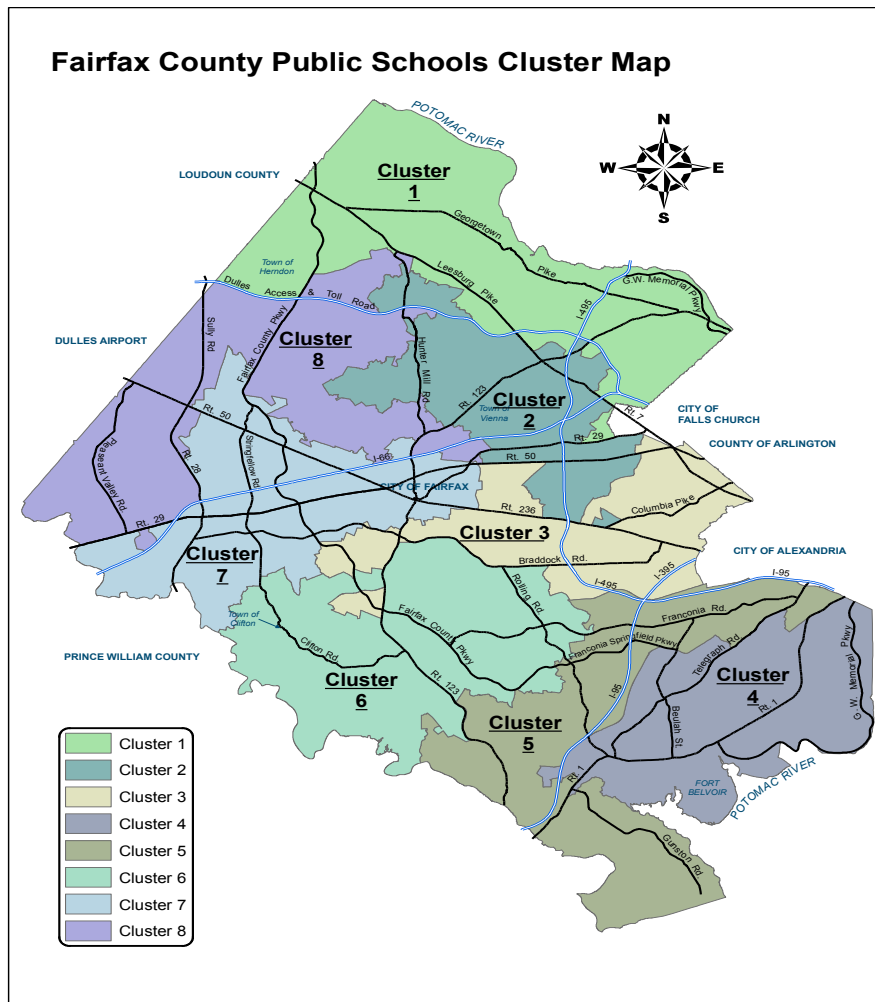 Fairfax County Public Schools Cluster Map
POTOMAC RIVER
N
W
E
S
LOUDOUN COUNTY
Cluster
1
Georgetown
Pike
Town of
Herndon
Leesburg
Pike
G.W. Memorial Pkwy
I-495
Dulles Access & Toll Road
Sully Rd
Fairfax County Pkwy
DULLES AIRPORT
Cluster
8
Hunter Mill Rd
Rt. 123
Cluster
2
Town of
Vienna
Rt. 7
CITY OF
FALLS CHURCH
COUNTY OF ARLINGTON
Rt. 50
Rt. 29
Rt. 50
Pleaseant Valley Rd
Rt. 28
Stringfellow Rd
I-66
CITY OF FAIRFAX
Rt. 236
Columbia Pike
Rt. 29
Cluster
7
Cluster 3
Braddock Rd.
CITY OF ALEXANDRIA
I-95
I-395
I-495
Rolling Rd.
Town of
Clifton
Clifton Rd.
Fairfax County Pkwy
Franconia Rd.
Franconia Springfield Pkwy
Telegraph Rd
G. W. Memorial Pkwy
PRINCE WILLIAM COUNTY
Cluster
6
Rt. 123
Cluster
4
I-95
Beulah St.
Rt. 1
Cluster
5
Rt. 1
FORT
BELVOIR
POTOMAC RIVER
Gunston Rd
Cluster 1
Cluster 2
Cluster 3
Cluster 4
Cluster 5
Cluster 6
Cluster 7
Cluster 8